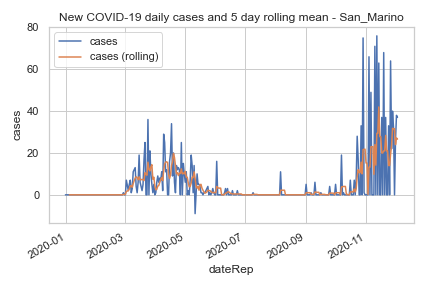 New COVID-19 daily cases and 5 day rolling mean - San_Marino
cases
cases (rolling)
80
60
40
20
0
cases
2020-01
2020-03
2020-05
2020-07
2020-09
2020-11
dateRep